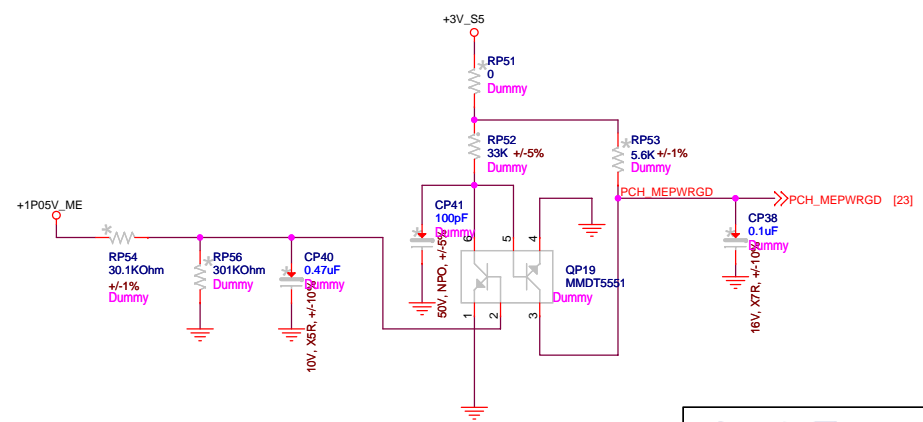 +3V_S5
RP51
0
Dummy
RP52
33K +/-5%
Dummy
RP53
5.6K +/-1%
Dummy
PCH_MEPWRGD
PCH_MEPWRGD [23]
+1P05V_ME
RP54
30.1KOhm
+/-1%
Dummy
RP56
301KOhm
Dummy
CP40
0.47uF
Dummy
10V, X5R, +/-10%
CP41
100pF
Dummy
50V, NPO, +/-5%
6
5
4
QP19
MMDT5551
Dummy
1
2
3
CP38
0.1uF
Dummy
16V, X7R, +/-10%